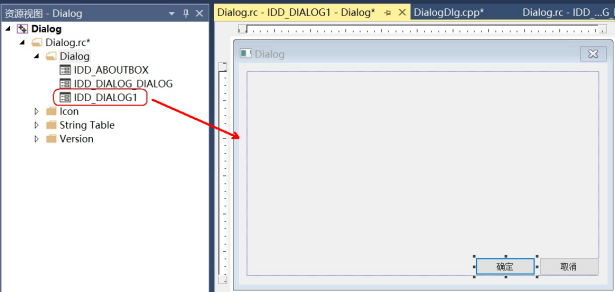 资源视图 - Dialog
Dialog
Dialog.rc*
Dialog
IDD_ABOUTBOX
IDD_DIALOG_DIALOG
IDD_DIALOG1
Icon
String Table
Version
Dialog.rc - IDD_DIALOG1 - Dialog*
DialogDlg.cpp*
Dialog.rc - IDD_...G
Dialog
确定
取消